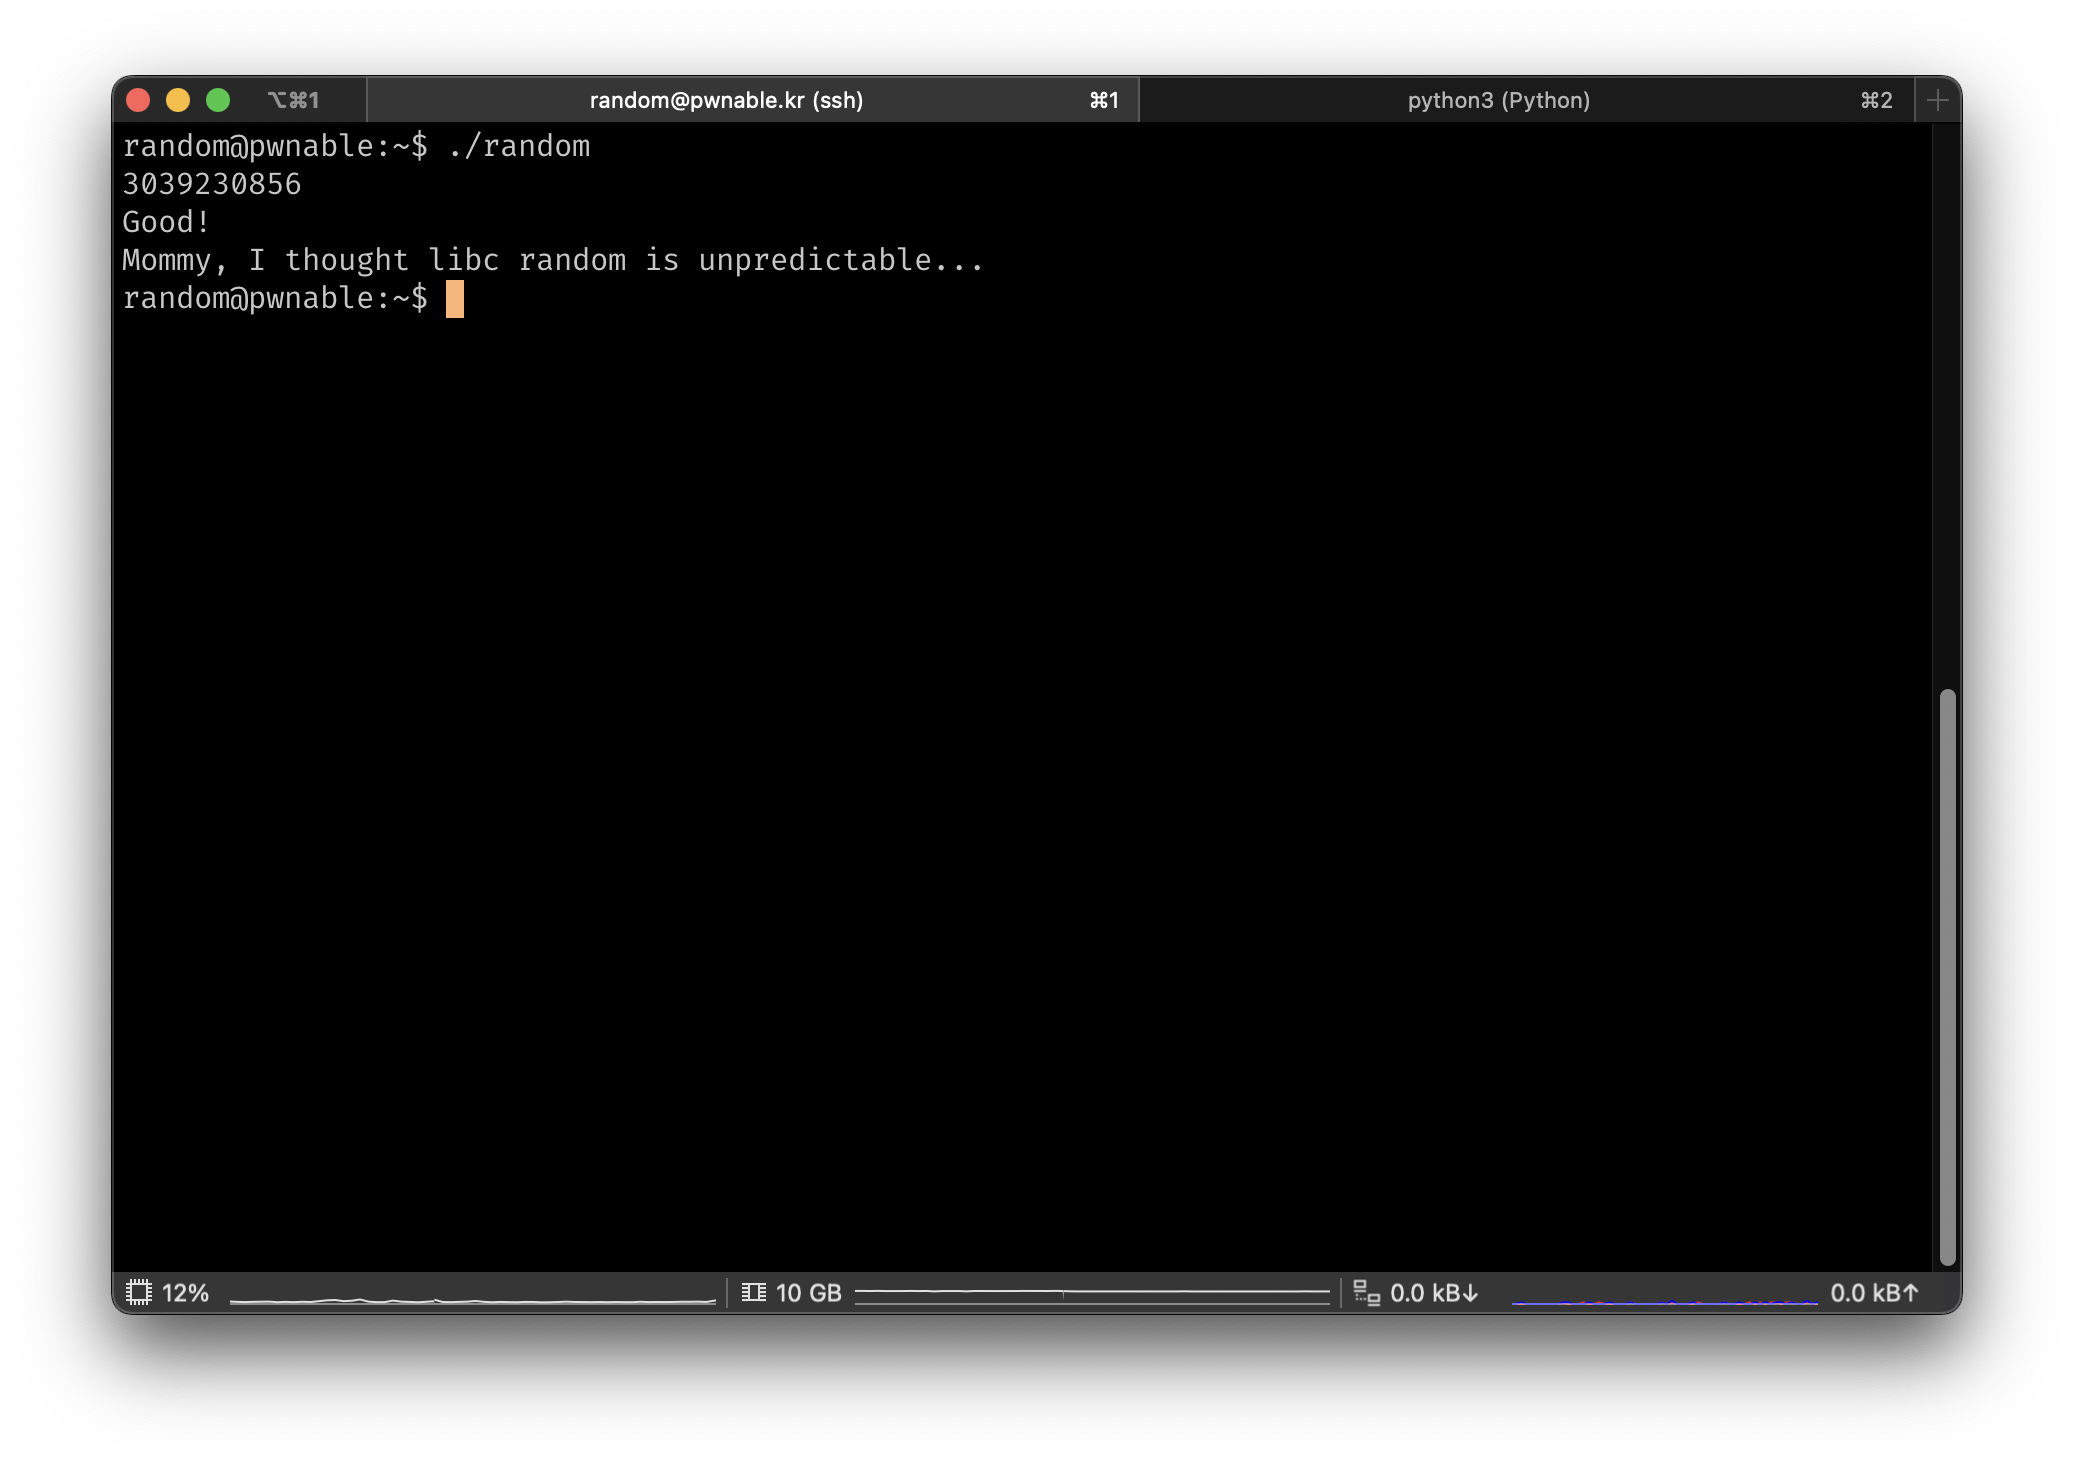 ⌥⌘1 random@pwnable.kr (ssh) ⌘1 python3 (Python) ⌘2
random@pwnable:~$ ./random
3039230856
Good!
Mommy, I thought libc random is unpredictable...
random@pwnable:~$
12% 10 GB 0.0 kB↓ 0.0 kB↑